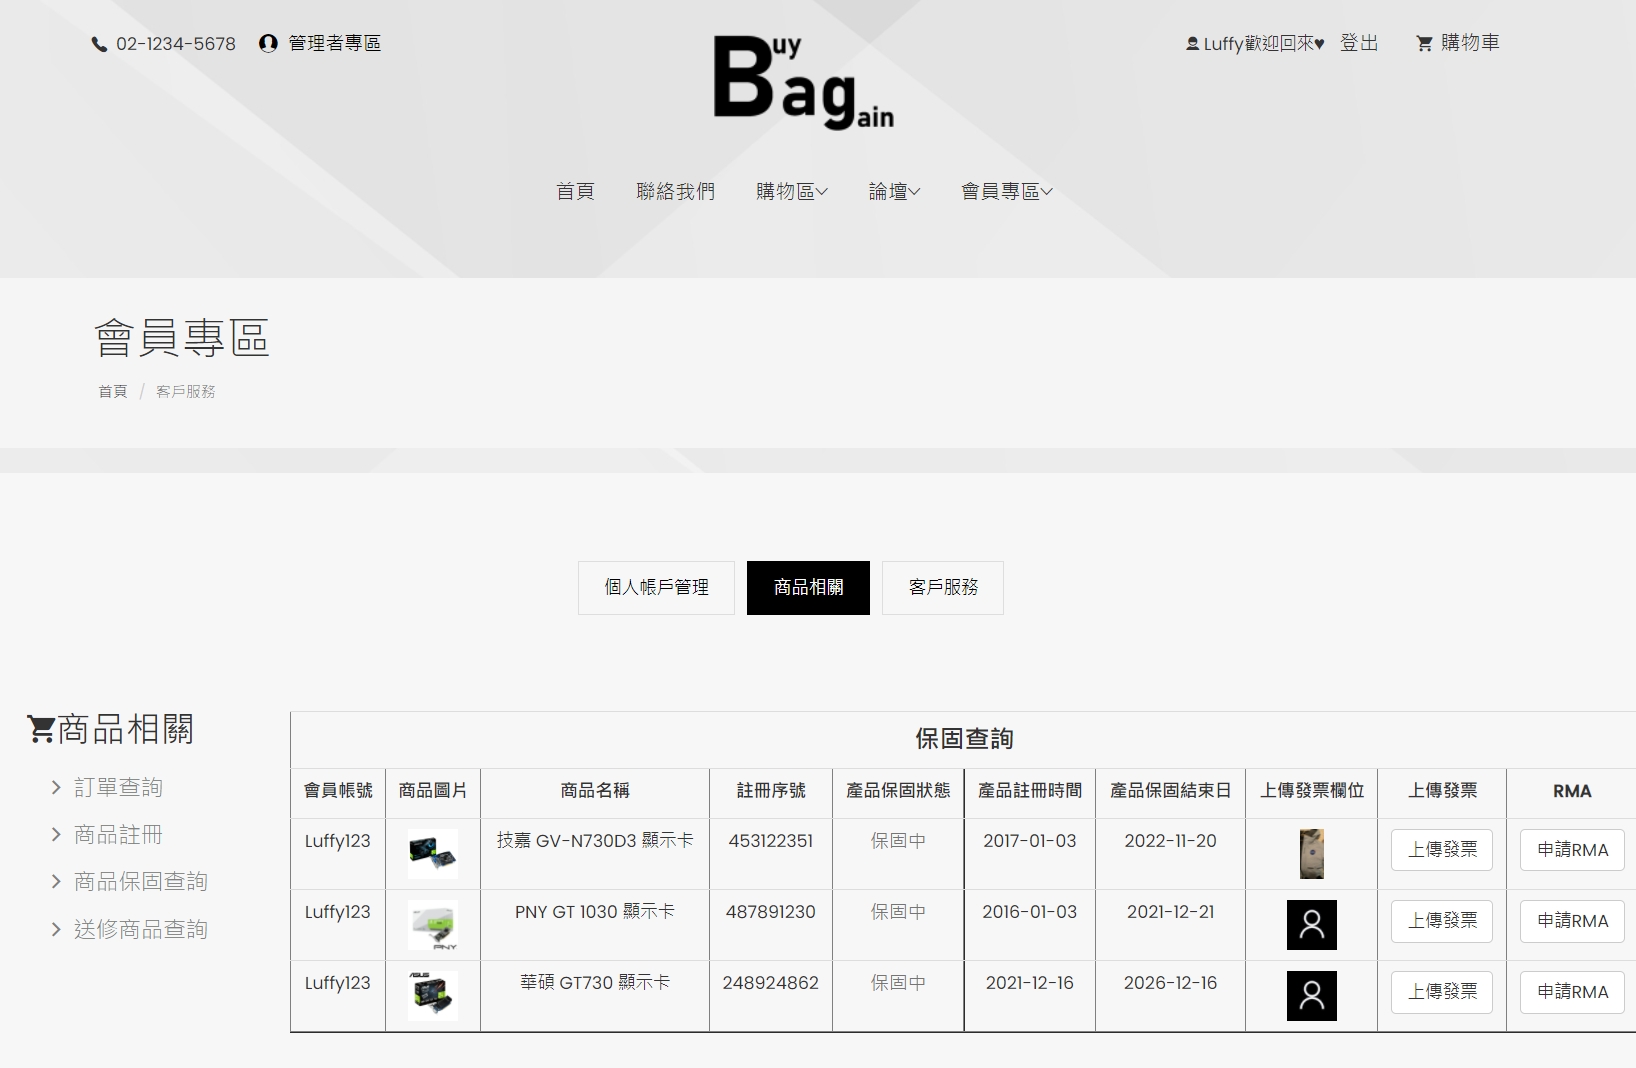 02-1234-5678 管理者專區
Buy Bagain
Luffy歡迎回來♥ 登出 購物車
首頁 聯絡我們 購物區 論壇 會員專區
會員專區
首頁 / 客戶服務
個人帳戶管理 商品相關 客戶服務
商品相關
訂單查詢
商品註冊
商品保固查詢
送修商品查詢
保固查詢
會員帳號 商品圖片 商品名稱 註冊序號 產品保固狀態 產品註冊時間 產品保固結束日 上傳發票欄位 上傳發票 RMA
Luffy123 技嘉 GV-N730D3 顯示卡 453122351 保固中 2017-01-03 2022-11-20 上傳發票 申請RMA
Luffy123 PNY PNY GT 1030 顯示卡 487891230 保固中 2016-01-03 2021-12-21 上傳發票 申請RMA
Luffy123 ASUS 華碩 GT730 顯示卡 248924862 保固中 2021-12-16 2026-12-16 上傳發票 申請RMA